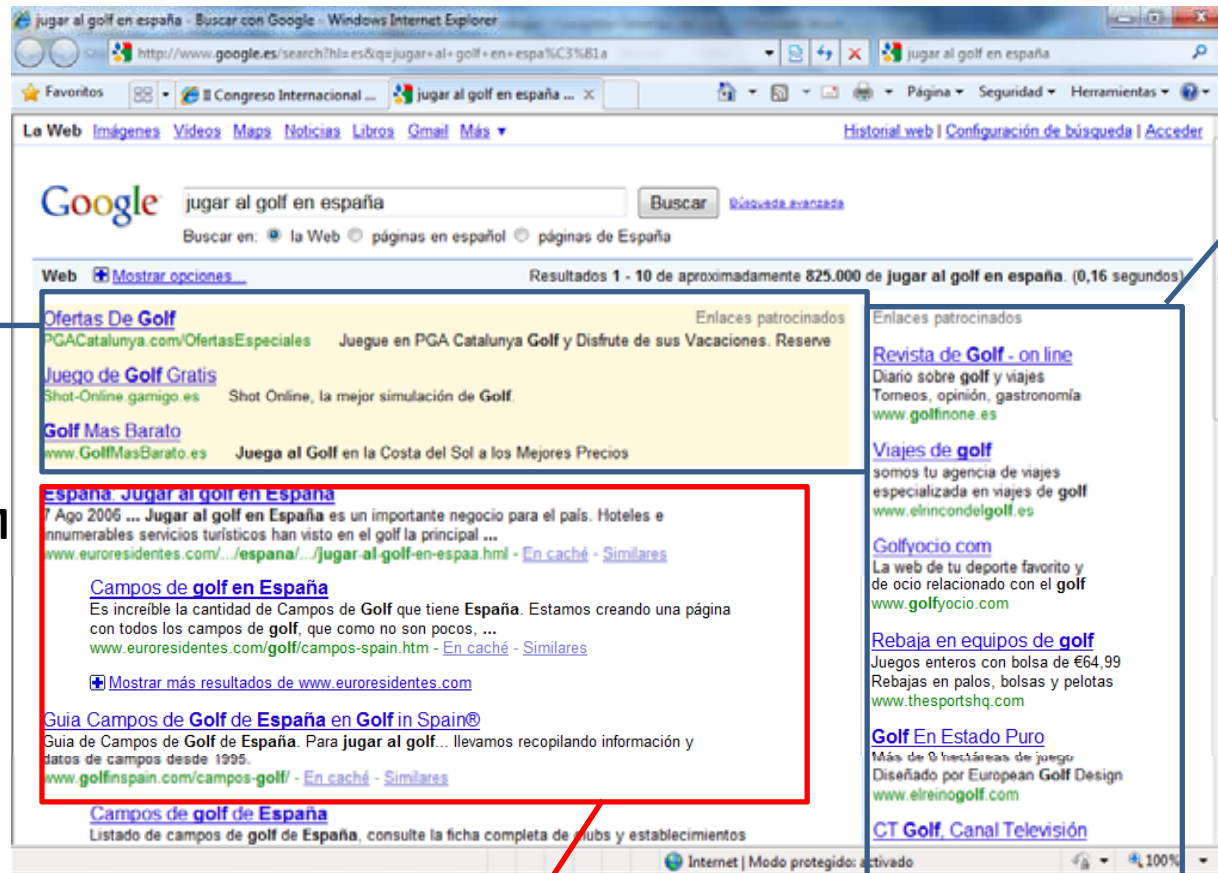 jugar al golf en españa - Buscar con Google - Windows Internet Explorer
http://www.google.es/search?hl=es&q=jugar+al+golf+en+espa%C3%B1a
jugar al golf en españa
Favoritos
II Congreso Internacional ...
jugar al golf en españa ...
Página
Seguridad
Herramientas
La Web Imágenes Vídeos Maps Noticias Libros Gmail Más ▼
Historial web | Configuración de búsqueda | Acceder
Google
jugar al golf en españa
Buscar
Búsqueda avanzada
Buscar en: la Web páginas en español páginas de España
Web Mostrar opciones...
Resultados 1 - 10 de aproximadamente 825.000 de jugar al golf en españa. (0,16 segundos)
Ofertas De Golf
Enlaces patrocinados
PGACatalunya.com/OfertasEspeciales Juegue en PGA Catalunya Golf y Disfrute de sus Vacaciones. Reserve
Juego de Golf Gratis
Shot-Online.gamigo.es Shot Online, la mejor simulación de Golf.
Golf Mas Barato
www.GolfMasBarato.es Juega al Golf en la Costa del Sol a los Mejores Precios
España: Jugar al golf en España
7 Ago 2006 ... Jugar al golf en España es un importante negocio para el país. Hoteles e
innumerables servicios turísticos han visto en el golf la principal ...
www.euroresidentes.com/.../espana/.../jugar-al-golf-en-espaa.hml - En caché - Similares
Campos de golf en España
Es increíble la cantidad de Campos de Golf que tiene España. Estamos creando una página
con todos los campos de golf, que como no son pocos, ...
www.euroresidentes.com/golf/campos-spain.htm - En caché - Similares
Mostrar más resultados de www.euroresidentes.com
Guia Campos de Golf de España en Golf in Spain®
Guia de Campos de Golf de España. Para jugar al golf... llevamos recopilando información y
datos de campos desde 1995.
www.golfinspain.com/campos-golf/ - En caché - Similares
Campos de golf de España
Listado de campos de golf de España, consulte la ficha completa de clubs y establecimientos
Enlaces patrocinados
Revista de Golf - on line
Diario sobre golf y viajes
Torneos, opinión, gastronomía
www.golfinone.es
Viajes de golf
somos tu agencia de viajes
especializada en viajes de golf
www.elrincondelgolf.es
Golfyocio.com
La web de tu deporte favorito y
de ocio relacionado con el golf
www.golfyocio.com
Rebaja en equipos de golf
Juegos enteros con bolsa de €64,99
Rebajas en palos, bolsas y pelotas
www.thesportshq.com
Golf En Estado Puro
Más de 8 hectáreas de juego
Diseñado por European Golf Design
www.elreinogolf.com
CT Golf, Canal Televisión
Internet | Modo protegido: activado
100%